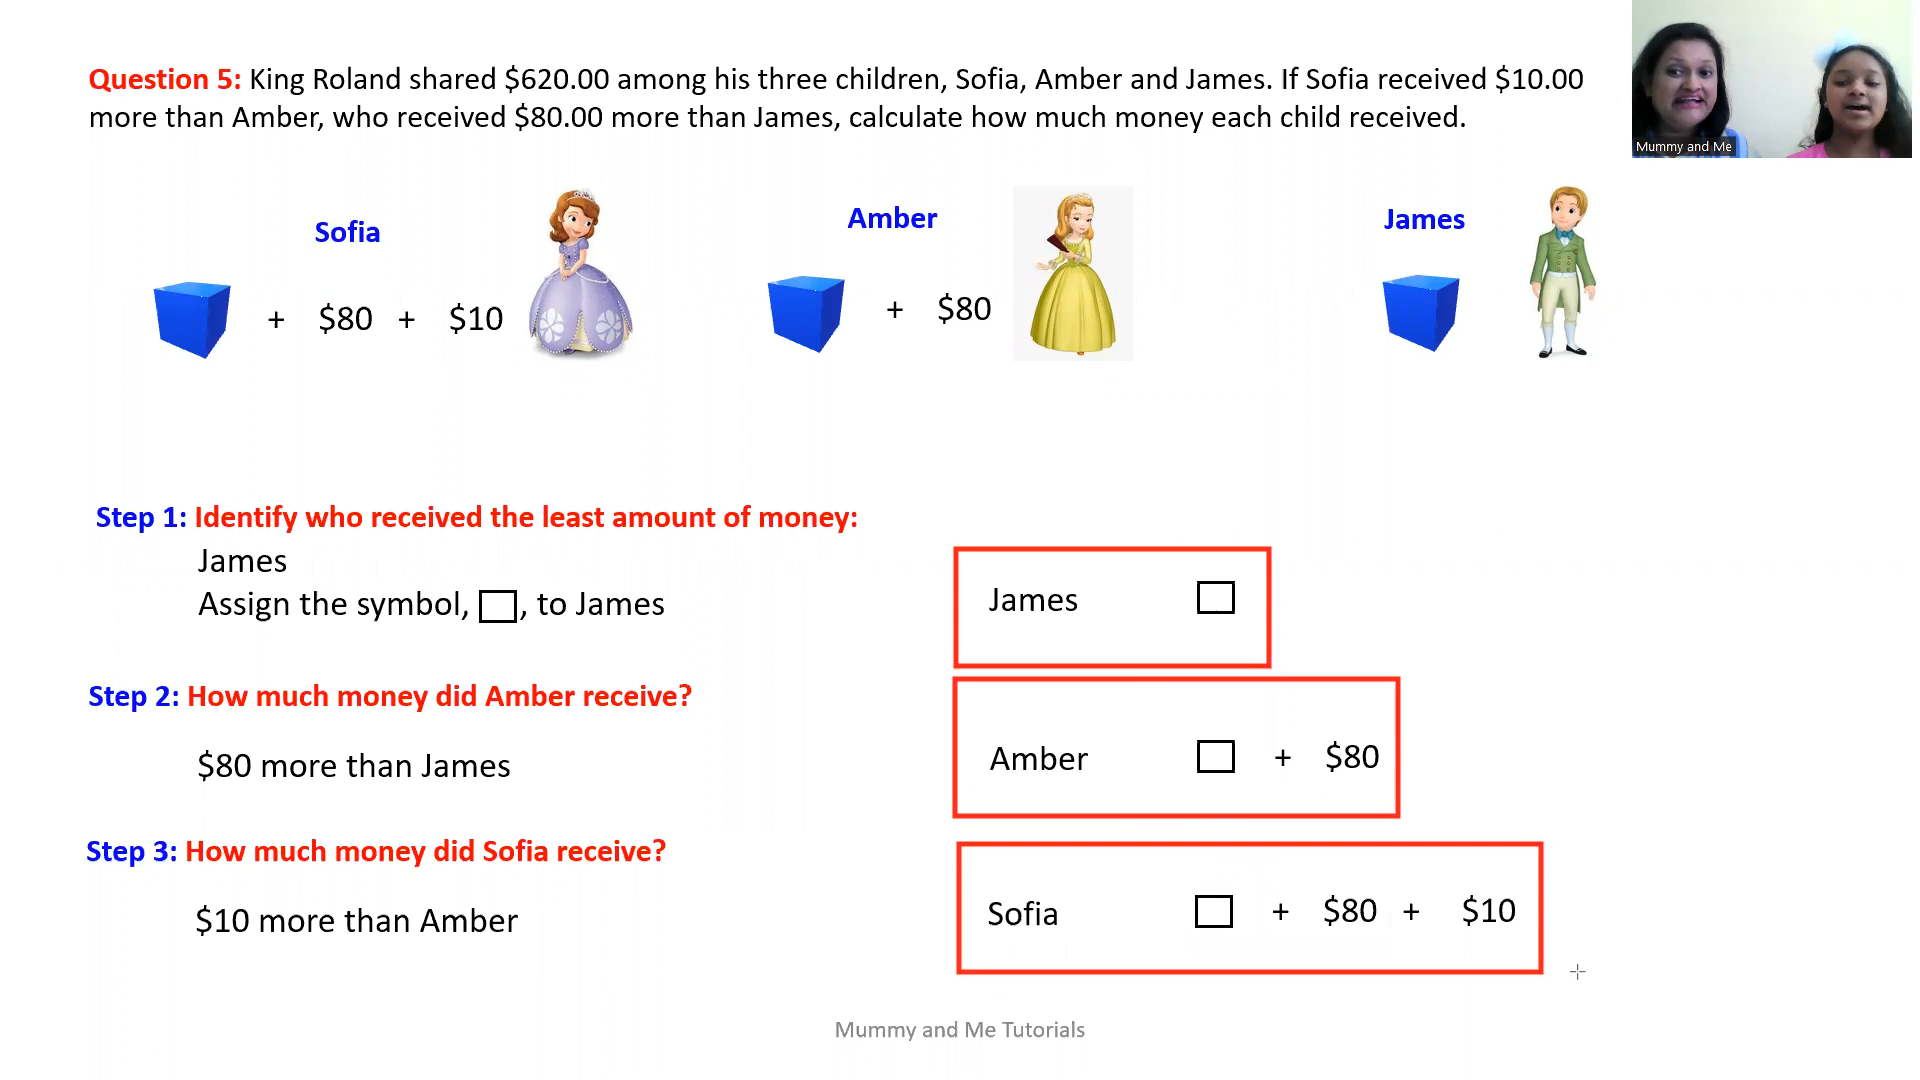 Question 5: King Roland shared $620.00 among his three children, Sofia, Amber and James. If Sofia received $10.00
more than Amber, who received $80.00 more than James, calculate how much money each child received.
Mummy and Me
Sofia
Amber
James
+ $80 + $10
+ $80
Step 1: Identify who received the least amount of money:
James
Assign the symbol, , to James
James
Step 2: How much money did Amber receive?
$80 more than James
Amber + $80
Step 3: How much money did Sofia receive?
$10 more than Amber
Sofia + $80 + $10
Mummy and Me Tutorials